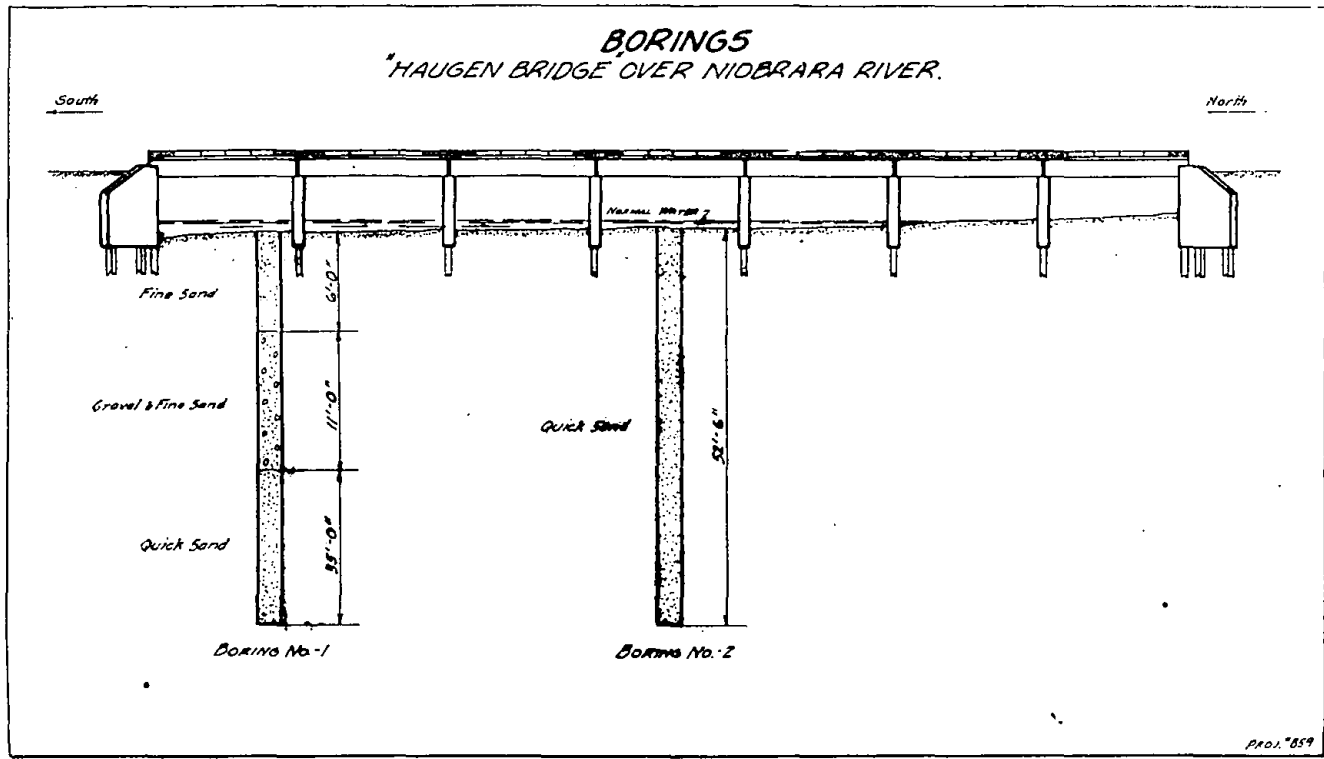 BORINGS
"HAUGEN BRIDGE" OVER NIOBRARA RIVER.
South
North
NORMAL WATER
Fine Sand
6'-0"
Gravel & Fine Sand
11'-0"
Quick Sand
35'-0"
BORING No.-1
Quick Sand
52'-6"
BORING No.-2
PROJ. #859